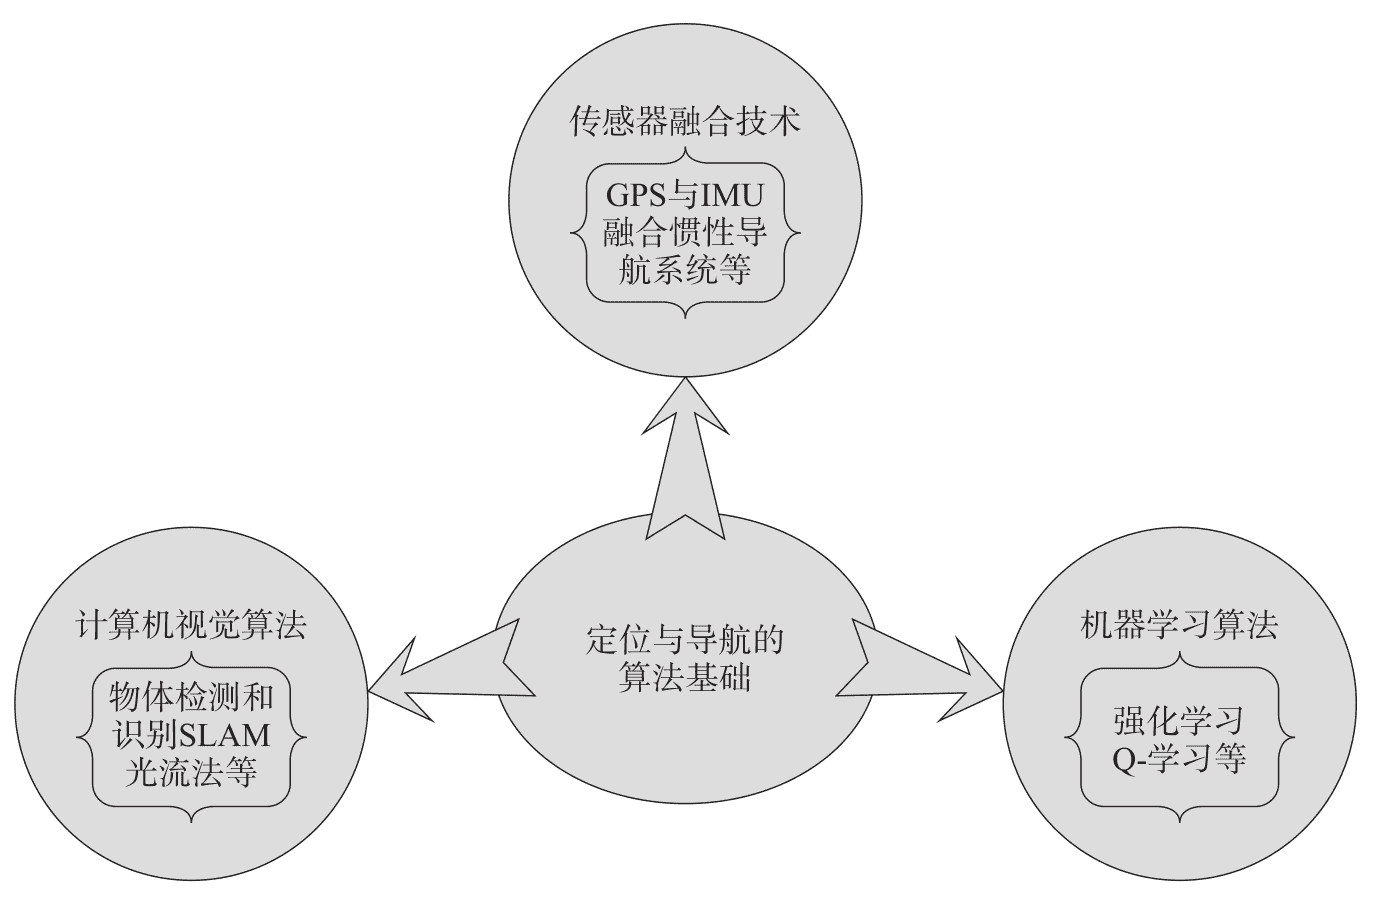 传感器融合技术
GPS与IMU
融合惯性导
航系统等
计算机视觉算法
物体检测和
识别SLAM
光流法等
定位与导航的
算法基础
机器学习算法
强化学习
Q-学习等